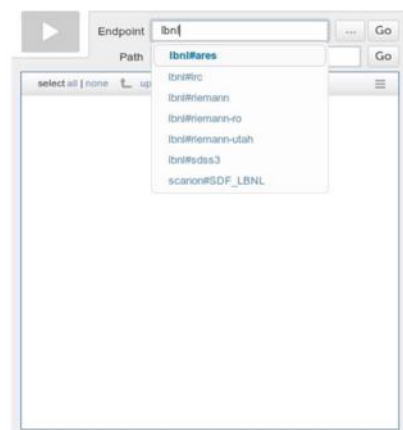 Endpoint lbnl ... Go
Path Go
lbnl#ares
select all | none up
lbnl#irc
lbnl#riemann
lbnl#riemann-ro
lbnl#riemann-utah
lbnl#sdss3
scanon#SDF_LBNL